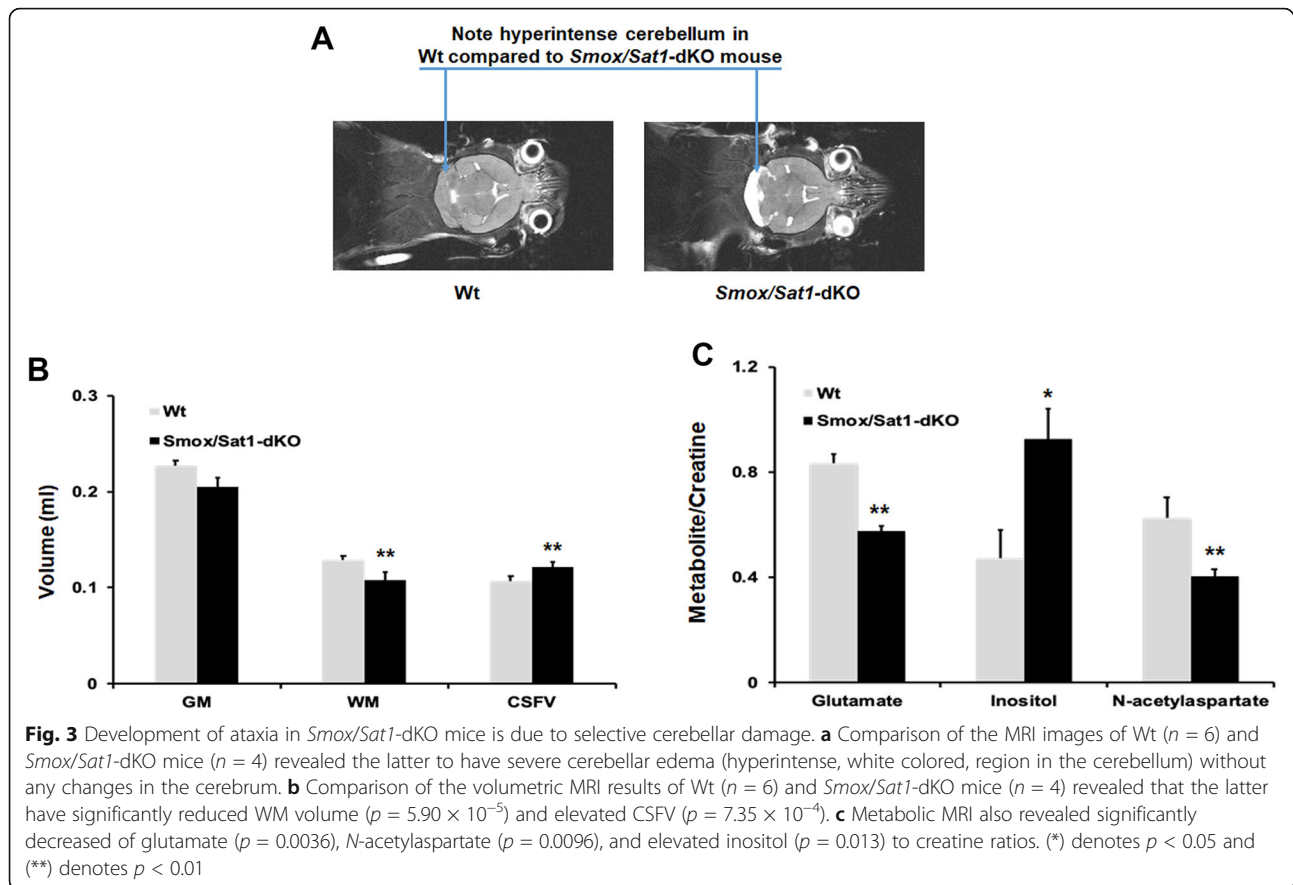 A
Note hyperintense cerebellum in
Wt compared to Smox/Sat1-dKO mouse
Wt
Smox/Sat1-dKO
B
0.3
Wt
Smox/Sat1-dKO
0.2
Volume (ml)
0.1
0
GM
WM
**
CSFV
**
C
1.2
Wt
Smox/Sat1-dKO
*
0.8
**
Metabolite/Creatine
**
0.4
0
Glutamate
Inositol
N-acetylaspartate
Fig. 3 Development of ataxia in Smox/Sat1-dKO mice is due to selective cerebellar damage. a Comparison of the MRI images of Wt (n = 6) and
Smox/Sat1-dKO mice (n = 4) revealed the latter to have severe cerebellar edema (hyperintense, white colored, region in the cerebellum) without
any changes in the cerebrum. b Comparison of the volumetric MRI results of Wt (n = 6) and Smox/Sat1-dKO mice (n = 4) revealed that the latter
have significantly reduced WM volume (p = 5.90 × 10⁻⁵) and elevated CSFV (p = 7.35 × 10⁻⁴). c Metabolic MRI also revealed significantly
decreased of glutamate (p = 0.0036), N-acetylaspartate (p = 0.0096), and elevated inositol (p = 0.013) to creatine ratios. (*) denotes p < 0.05 and
(**) denotes p < 0.01